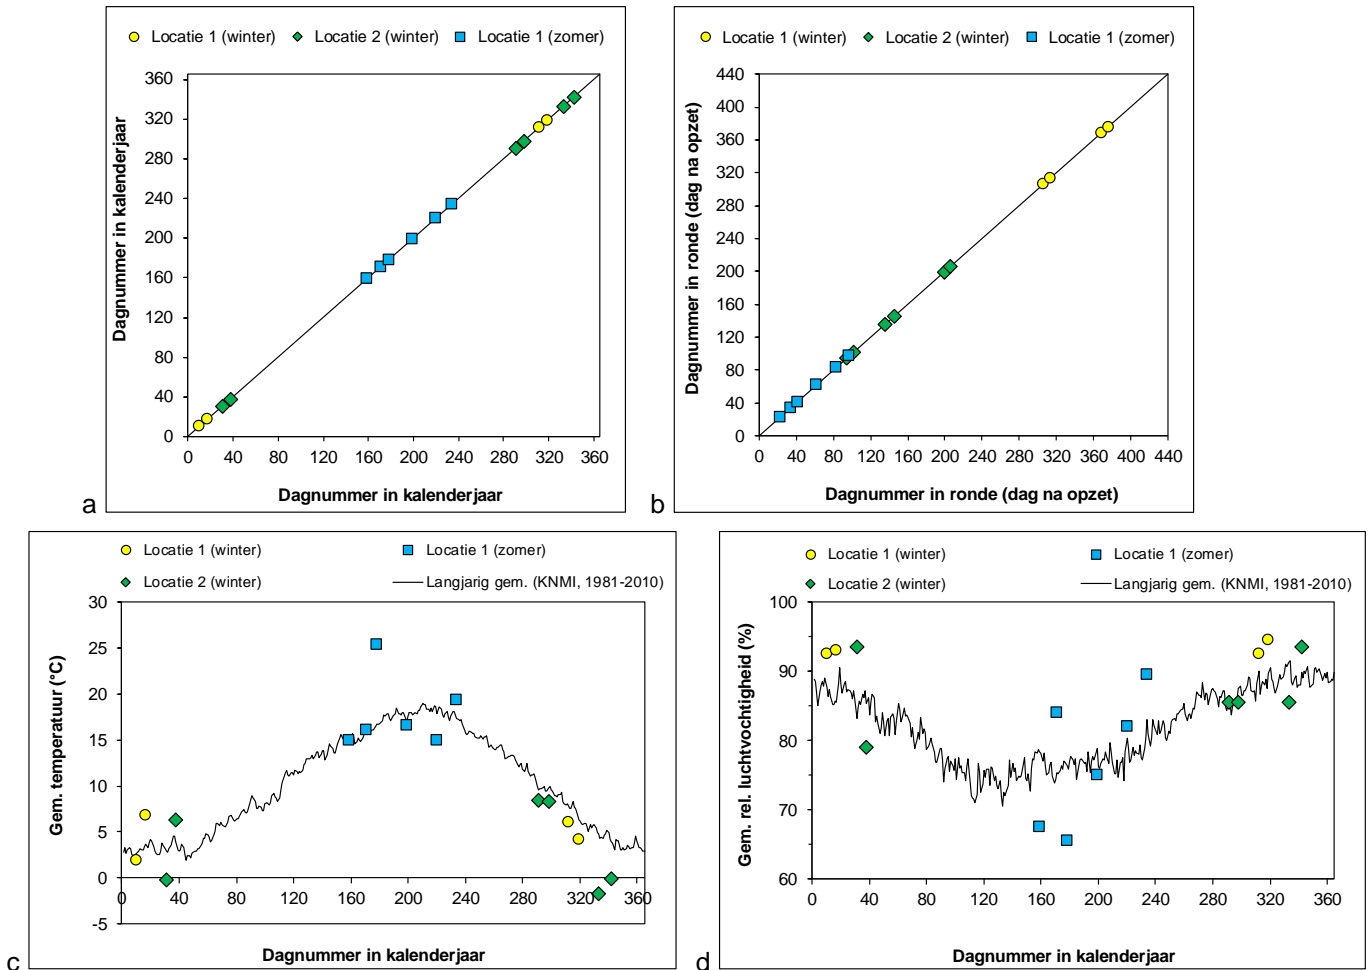 Locatie 1 (winter) Locatie 2 (winter) Locatie 1 (zomer)
360
320
280
240
200
160
120
80
40
0
0 40 80 120 160 200 240 280 320 360
Dagnummer in kalenderjaar
Dagnummer in kalenderjaar
a
Locatie 1 (winter) Locatie 2 (winter) Locatie 1 (zomer)
440
400
360
320
280
240
200
160
120
80
40
0
0 40 80 120 160 200 240 280 320 360 400 440
Dagnummer in ronde (dag na opzet)
Dagnummer in ronde (dag na opzet)
b
Locatie 1 (winter) Locatie 1 (zomer)
Locatie 2 (winter) Langjarig gem. (KNMI, 1981-2010)
30
25
20
15
10
5
0
-5
0 40 80 120 160 200 240 280 320 360
Gem. temperatuur (°C)
Dagnummer in kalenderjaar
c
Locatie 1 (winter) Locatie 1 (zomer)
Locatie 2 (winter) Langjarig gem. (KNMI, 1981-2010)
100
90
80
70
60
0 40 80 120 160 200 240 280 320 360
Gem. rel. luchtvochtigheid (%)
Dagnummer in kalenderjaar
d